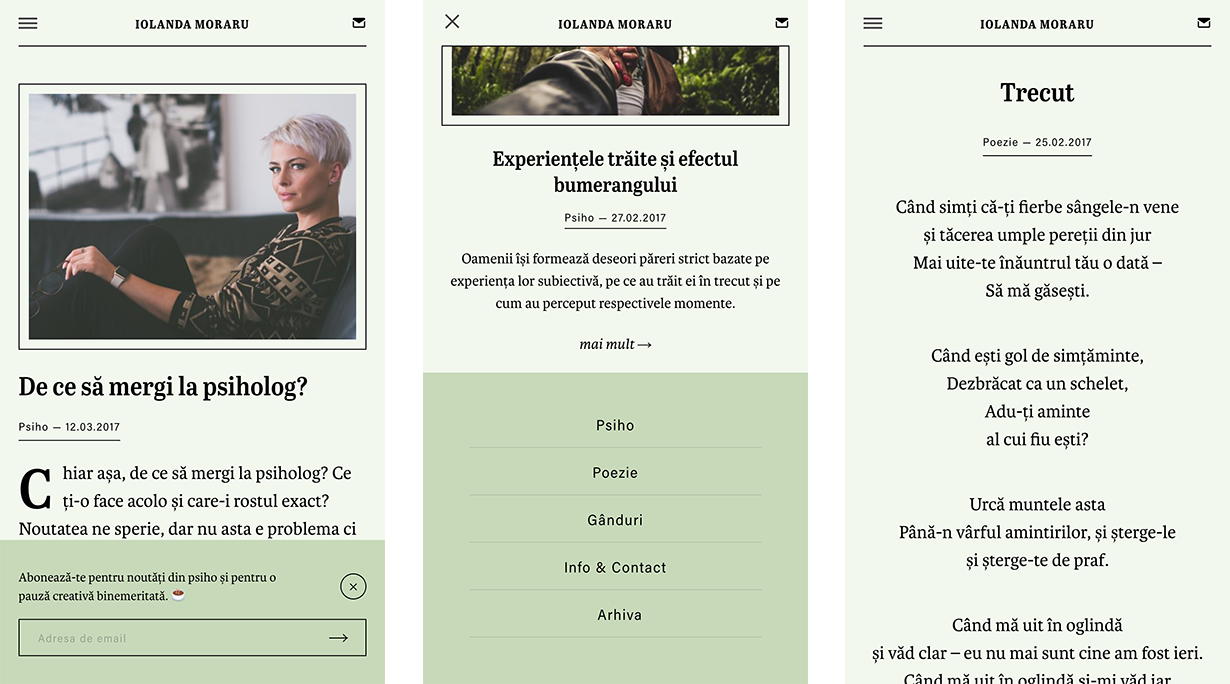 IOLANDA MORARU
De ce să mergi la psiholog?
Psiho — 12.03.2017
Chiar așa, de ce să mergi la psiholog? Ce
ți-o face acolo și care-i rostul exact?
Noutatea ne sperie, dar nu asta e problema ci
Abonează-te pentru noutăți din psiho și pentru o
pauză creativă binemeritată. ☕
Adresa de email
IOLANDA MORARU
Experiențele trăite și efectul
bumerangului
Psiho — 27.02.2017
Oamenii își formează deseori păreri strict bazate pe
experiența lor subiectivă, pe ce au trăit ei în trecut și pe
cum au perceput respectivele momente.
mai mult →
Psiho
Poezie
Gânduri
Info & Contact
Arhiva
IOLANDA MORARU
Trecut
Poezie — 25.02.2017
Când simți că-ți fierbe sângele-n vene
și tăcerea umple pereții din jur
Mai uite-te înăuntrul tău o dată –
Să mă găsești.
Când ești gol de simțăminte,
Dezbrăcat ca un schelet,
Adu-ți aminte
al cui fiu ești?
Urcă muntele asta
Până-n vârful amintirilor, și șterge-le
și șterge-te de praf.
Când mă uit în oglindă
și văd clar – eu nu mai sunt cine am fost ieri.
Când mă uit în oglindă și-mi văd iar